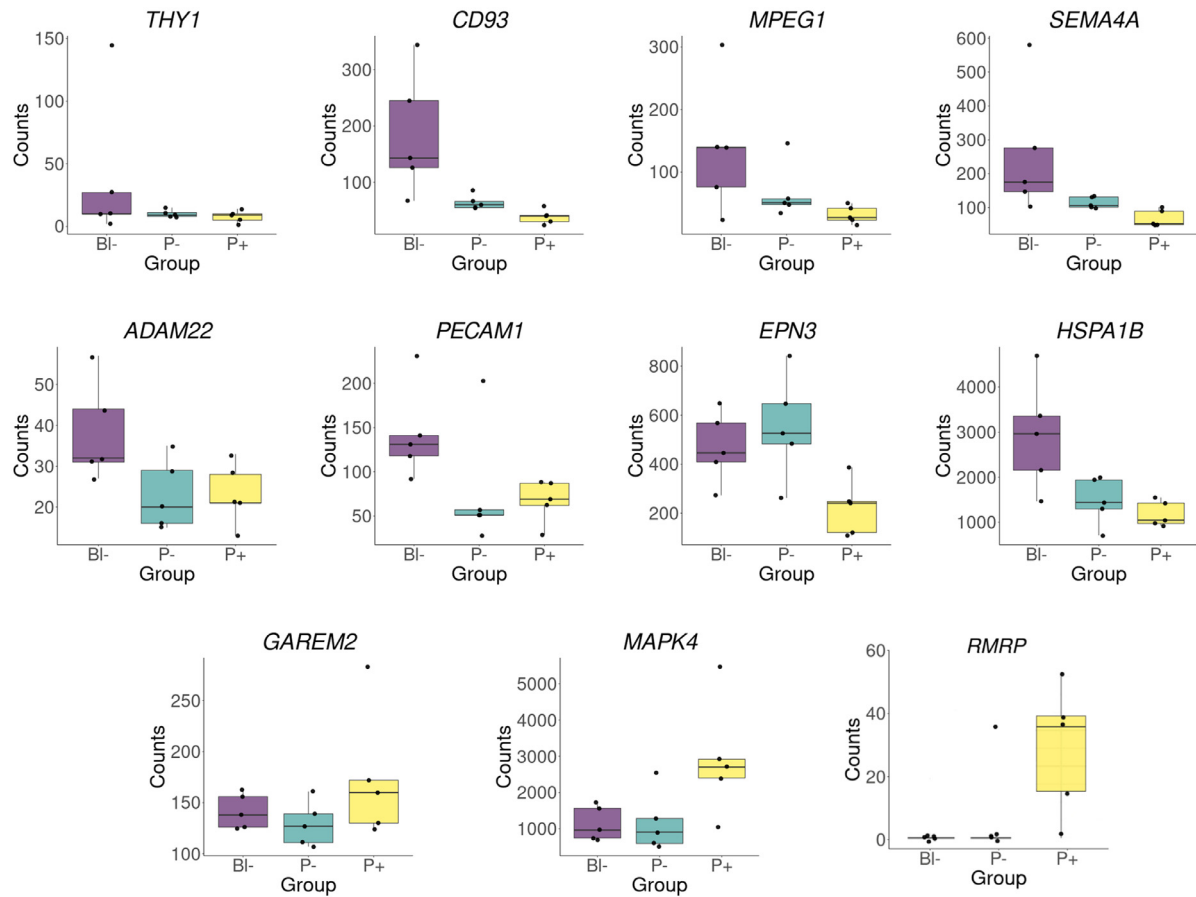 THY1
CD93
MPEG1
SEMA4A
150
100
50
0
Counts
Bl-
P-
P+
Group
300
200
100
Counts
Bl-
P-
P+
Group
300
200
100
0
Counts
Bl-
P-
P+
Group
600
500
400
300
200
100
Counts
Bl-
P-
P+
Group
ADAM22
PECAM1
EPN3
HSPA1B
50
40
30
20
Counts
Bl-
P-
P+
Group
200
150
100
50
Counts
Bl-
P-
P+
Group
800
600
400
200
Counts
Bl-
P-
P+
Group
4000
3000
2000
1000
Counts
Bl-
P-
P+
Group
GAREM2
MAPK4
RMRP
250
200
150
100
Counts
Bl-
P-
P+
Group
5000
4000
3000
2000
1000
Counts
Bl-
P-
P+
Group
60
40
20
0
Counts
Bl-
P-
P+
Group